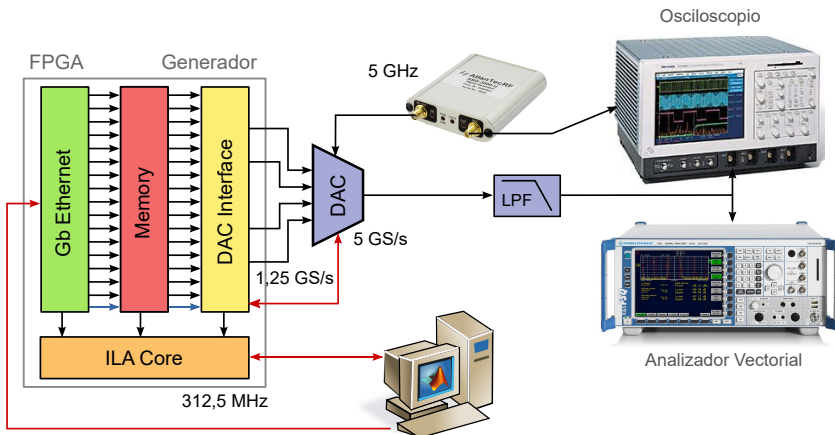 Osciloscopio
FPGA
Generador
5 GHz
AtlanTecRF
Gb Ethernet
Memory
DAC Interface
DAC
LPF
5 GS/s
1,25 GS/s
ILA Core
312,5 MHz
Analizador Vectorial